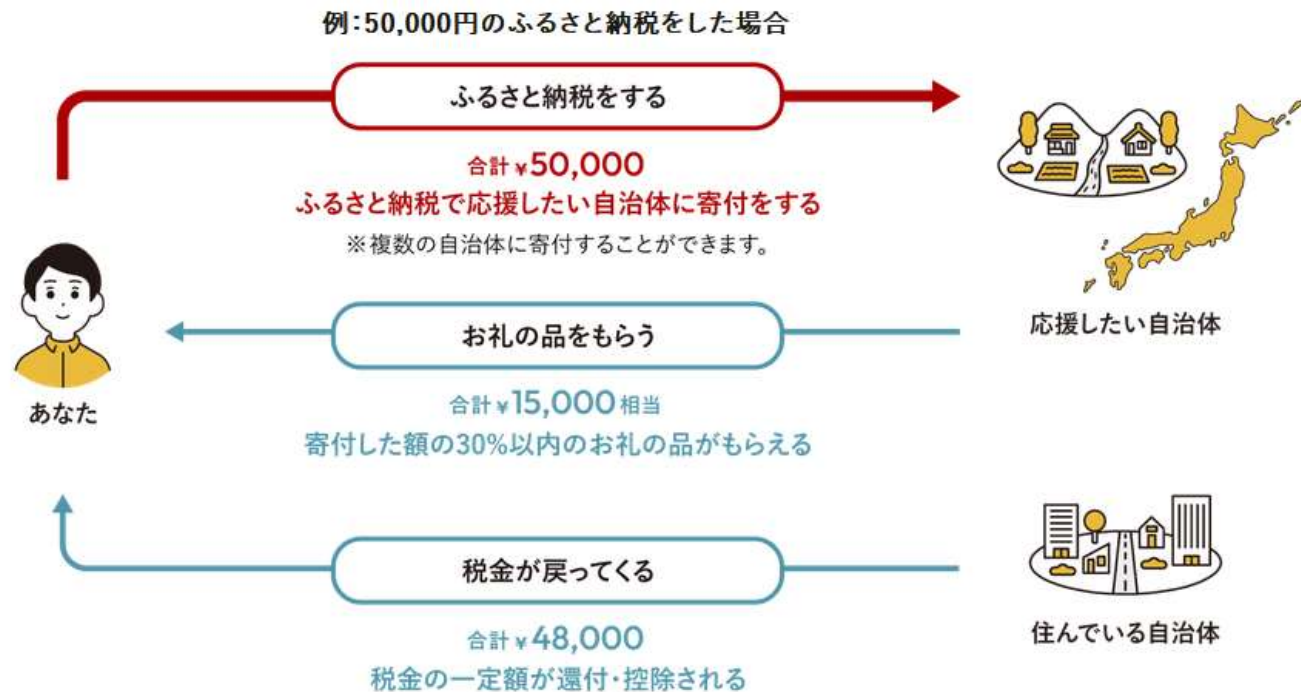 例：50,000円のふるさと納税をした場合
ふるさと納税をする
合計¥50,000
ふるさと納税で応援したい自治体に寄付をする
※複数の自治体に寄付することができます。
応援したい自治体
お礼の品をもらう
あなた
合計¥15,000相当
寄付した額の30%以内のお礼の品がもらえる
税金が戻ってくる
住んでいる自治体
合計¥48,000
税金の一定額が還付・控除される